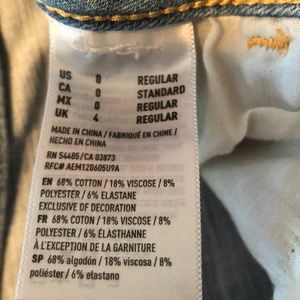 US 0 REGULAR
CA 0 STANDARD
MX 0 REGULAR
UK 4 REGULAR
MADE IN CHINA / FABRIQUÉ EN CHINE /
HECHO EN CHINA
RN 54485/CA 03873
RFC# AEM120605U9A
EN 68% COTTON / 18% VISCOSE / 8%
POLYESTER / 6% ELASTANE
EXCLUSIVE OF DECORATION
FR 68% COTON / 18% VISCOSE / 8%
POLYESTER / 6% ÉLASTHANNE
À L'EXCEPTION DE LA GARNITURE
SP 68% algodón / 18% viscosa / 8%
poliéster / 6% elastano